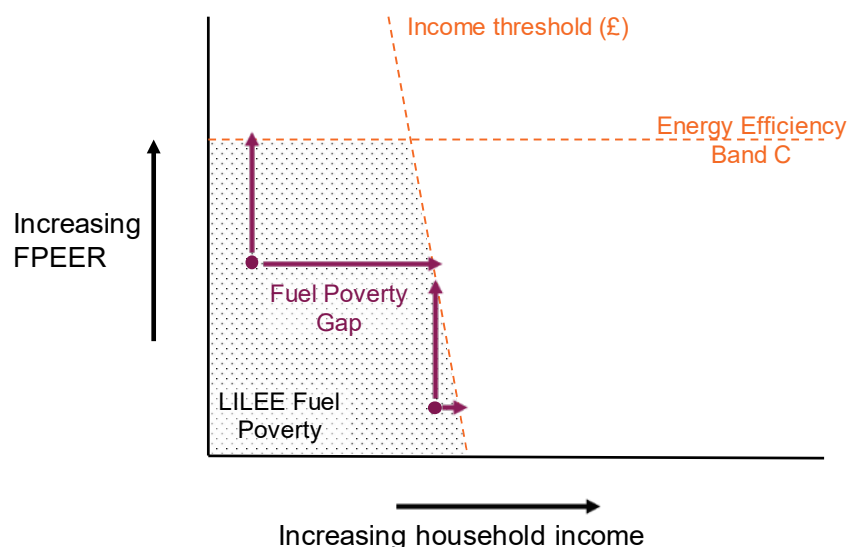 Income threshold (£)
Energy Efficiency
Band C
Increasing
FPEER
Fuel Poverty
Gap
LILEE Fuel
Poverty
Increasing household income